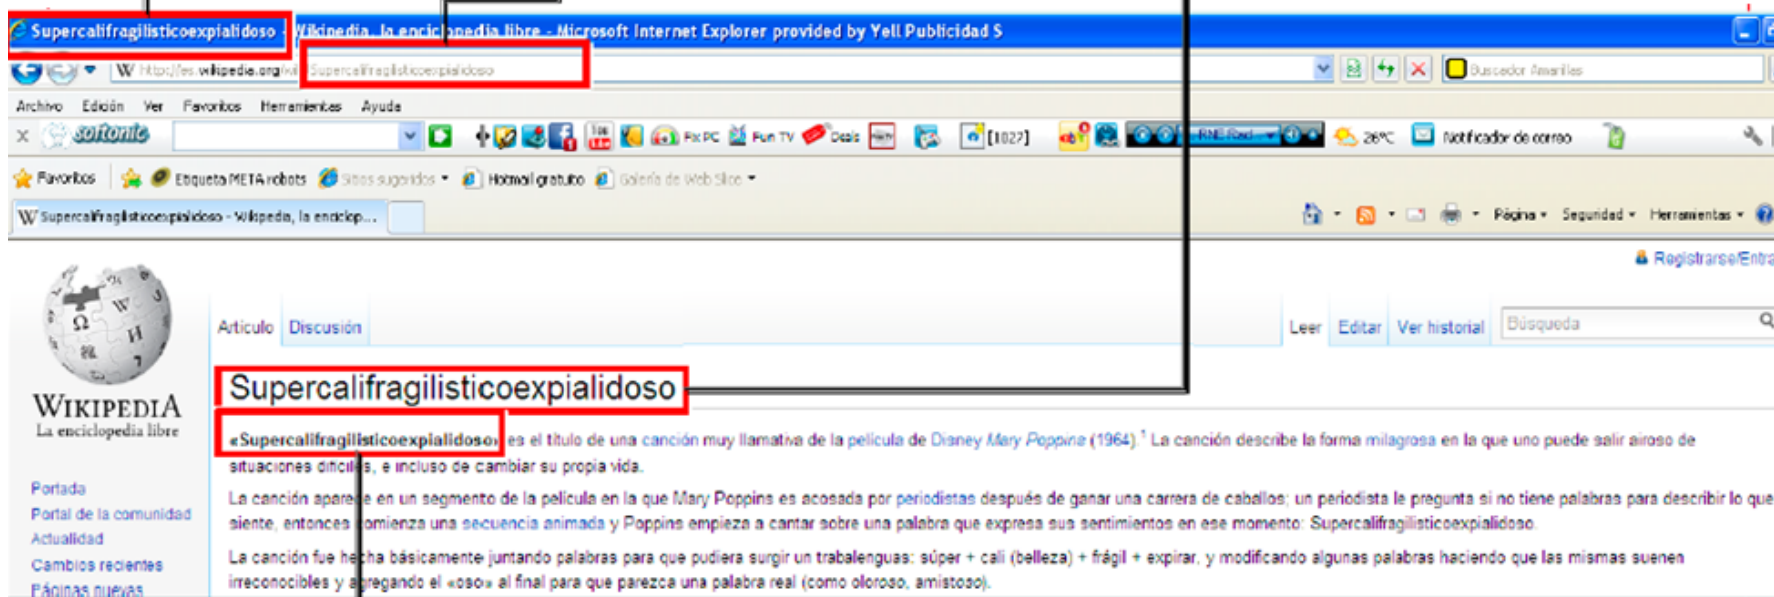 Supercalifragilisticoexpialidoso - Wikipedia, la enciclopedia libre - Microsoft Internet Explorer provided by Yell Publicidad S
http://es.wikipedia.org/wiki/Supercalifragilisticoexpialidoso
Buscador Amarillas
Archivo Edición Ver Favoritos Herramientas Ayuda
x softonic Fix PC Fun TV Deals [1027] 26°C Notificador de correo
Favoritos Etiqueta META robots Sitios sugeridos Hotmail gratuito Galería de Web Slice
Supercalifragilisticoexpialidoso - Wikipedia, la enciclop...
Página Seguridad Herramientas
Registrarse/Entra
Artículo Discusión
Leer Editar Ver historial Búsqueda
Supercalifragilisticoexpialidoso
WIKIPEDIA
La enciclopedia libre
«Supercalifragilisticoexpialidoso» es el título de una canción muy llamativa de la película de Disney Mary Poppins (1964).¹ La canción describe la forma milagrosa en la que uno puede salir airoso de
situaciones difíciles, e incluso de cambiar su propia vida.
La canción aparece en un segmento de la película en la que Mary Poppins es acosada por periodistas después de ganar una carrera de caballos; un periodista le pregunta si no tiene palabras para describir lo que
siente, entonces comienza una secuencia animada y Poppins empieza a cantar sobre una palabra que expresa sus sentimientos en ese momento: Supercalifragilisticoexpialidoso.
La canción fue hecha básicamente juntando palabras para que pudiera surgir un trabalenguas: súper + cali (belleza) + frágil + expirar, y modificando algunas palabras haciendo que las mismas suenen
irreconocibles y agregando el «oso» al final para que parezca una palabra real (como oloroso, amistoso).
Portada
Portal de la comunidad
Actualidad
Cambios recientes
Páginas nuevas